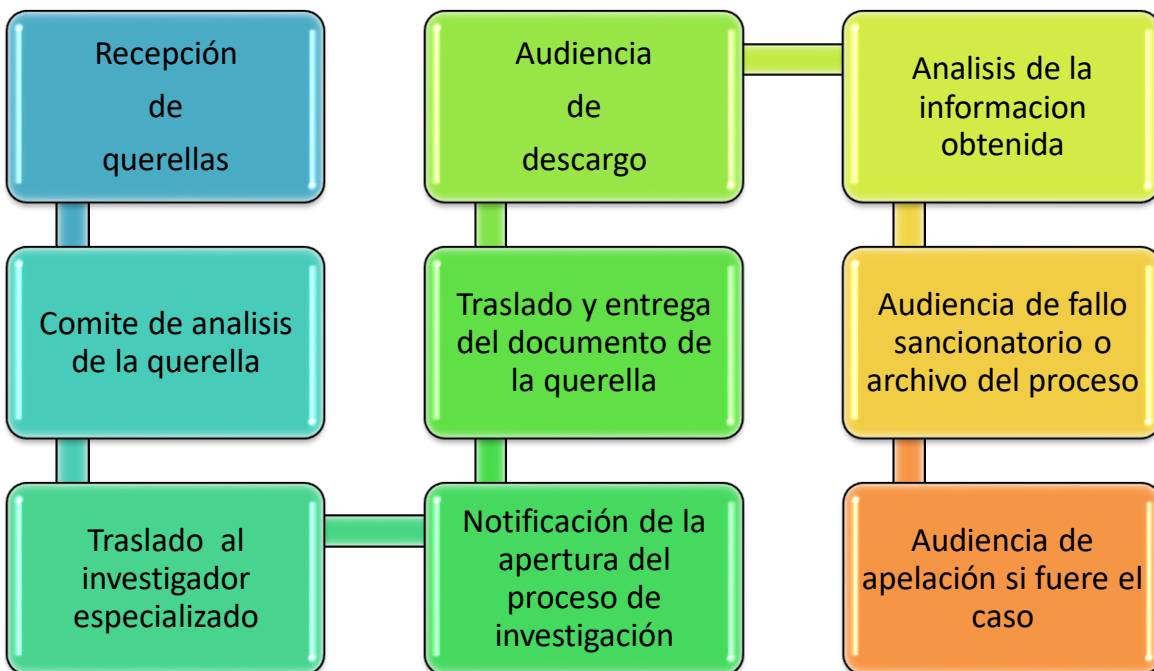 Recepción
de
querellas
Comite de analisis
de la querella
Traslado al
investigador
especializado
Notificación de la
apertura del
proceso de
investigación
Traslado y entrega
del documento de
la querella
Audiencia
de
descargo
Analisis de la
informacion
obtenida
Audiencia de fallo
sancionatorio o
archivo del proceso
Audiencia de
apelación si fuere el
caso